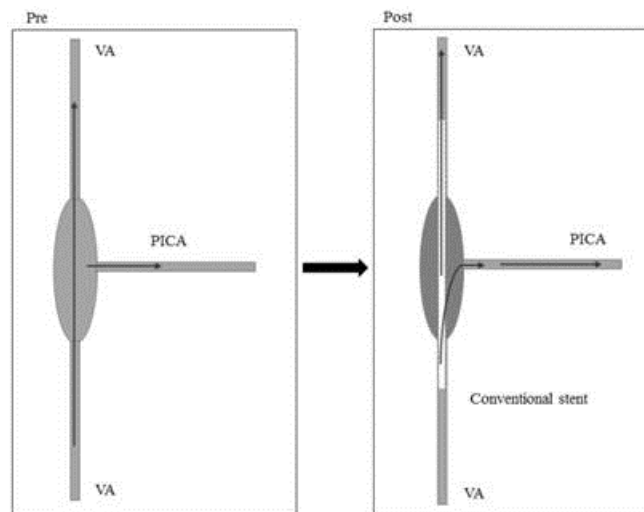 Pre
VA
PICA
VA
Post
VA
PICA
Conventional stent
VA